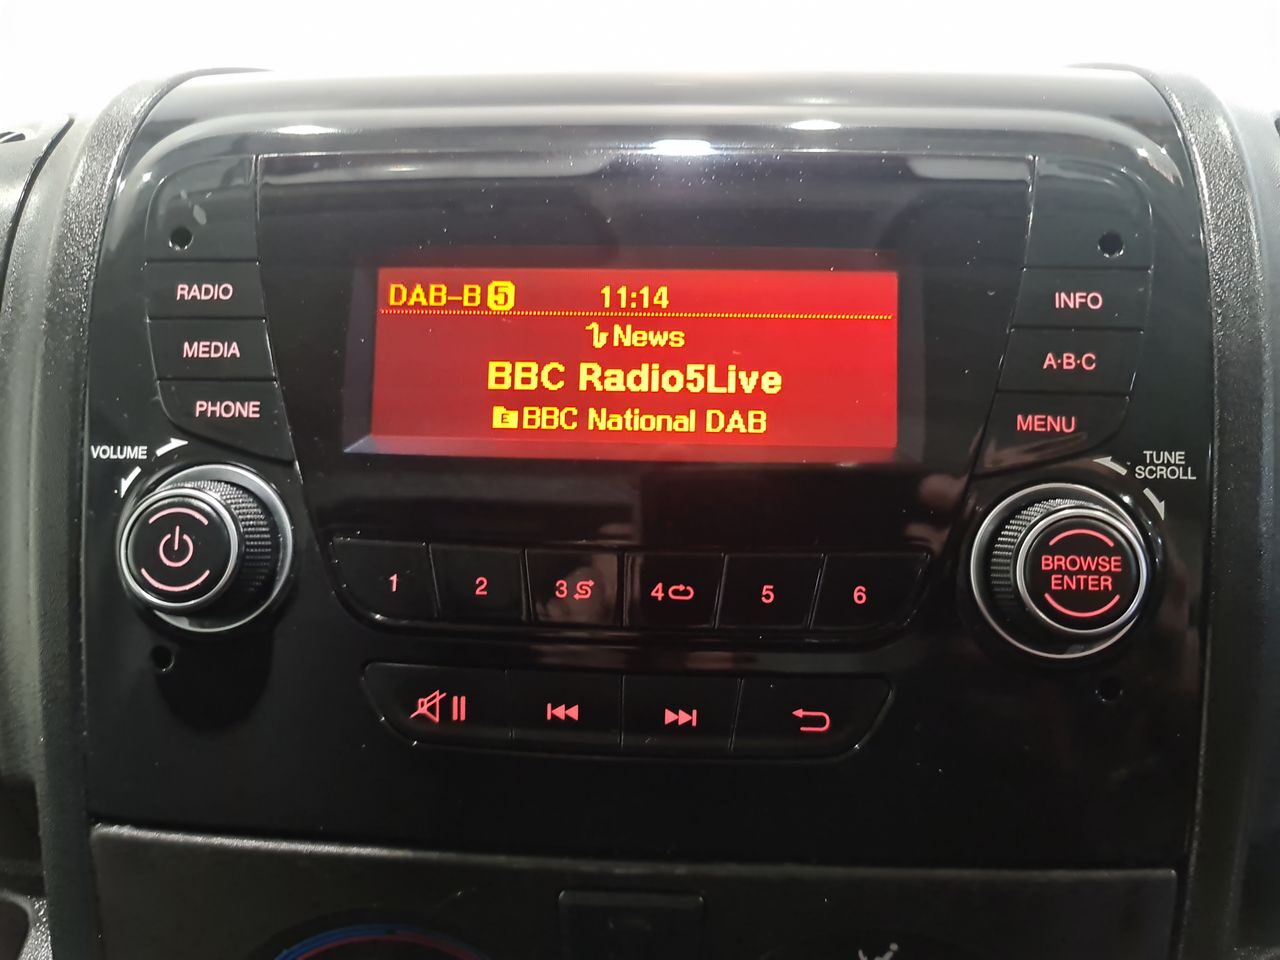 DAB-B 5 11:14
News
BBC Radio5Live
E BBC National DAB
RADIO
MEDIA
PHONE
VOLUME
INFO
A·B·C
MENU
TUNE
SCROLL
BROWSE
ENTER
1
2
3
4
5
6